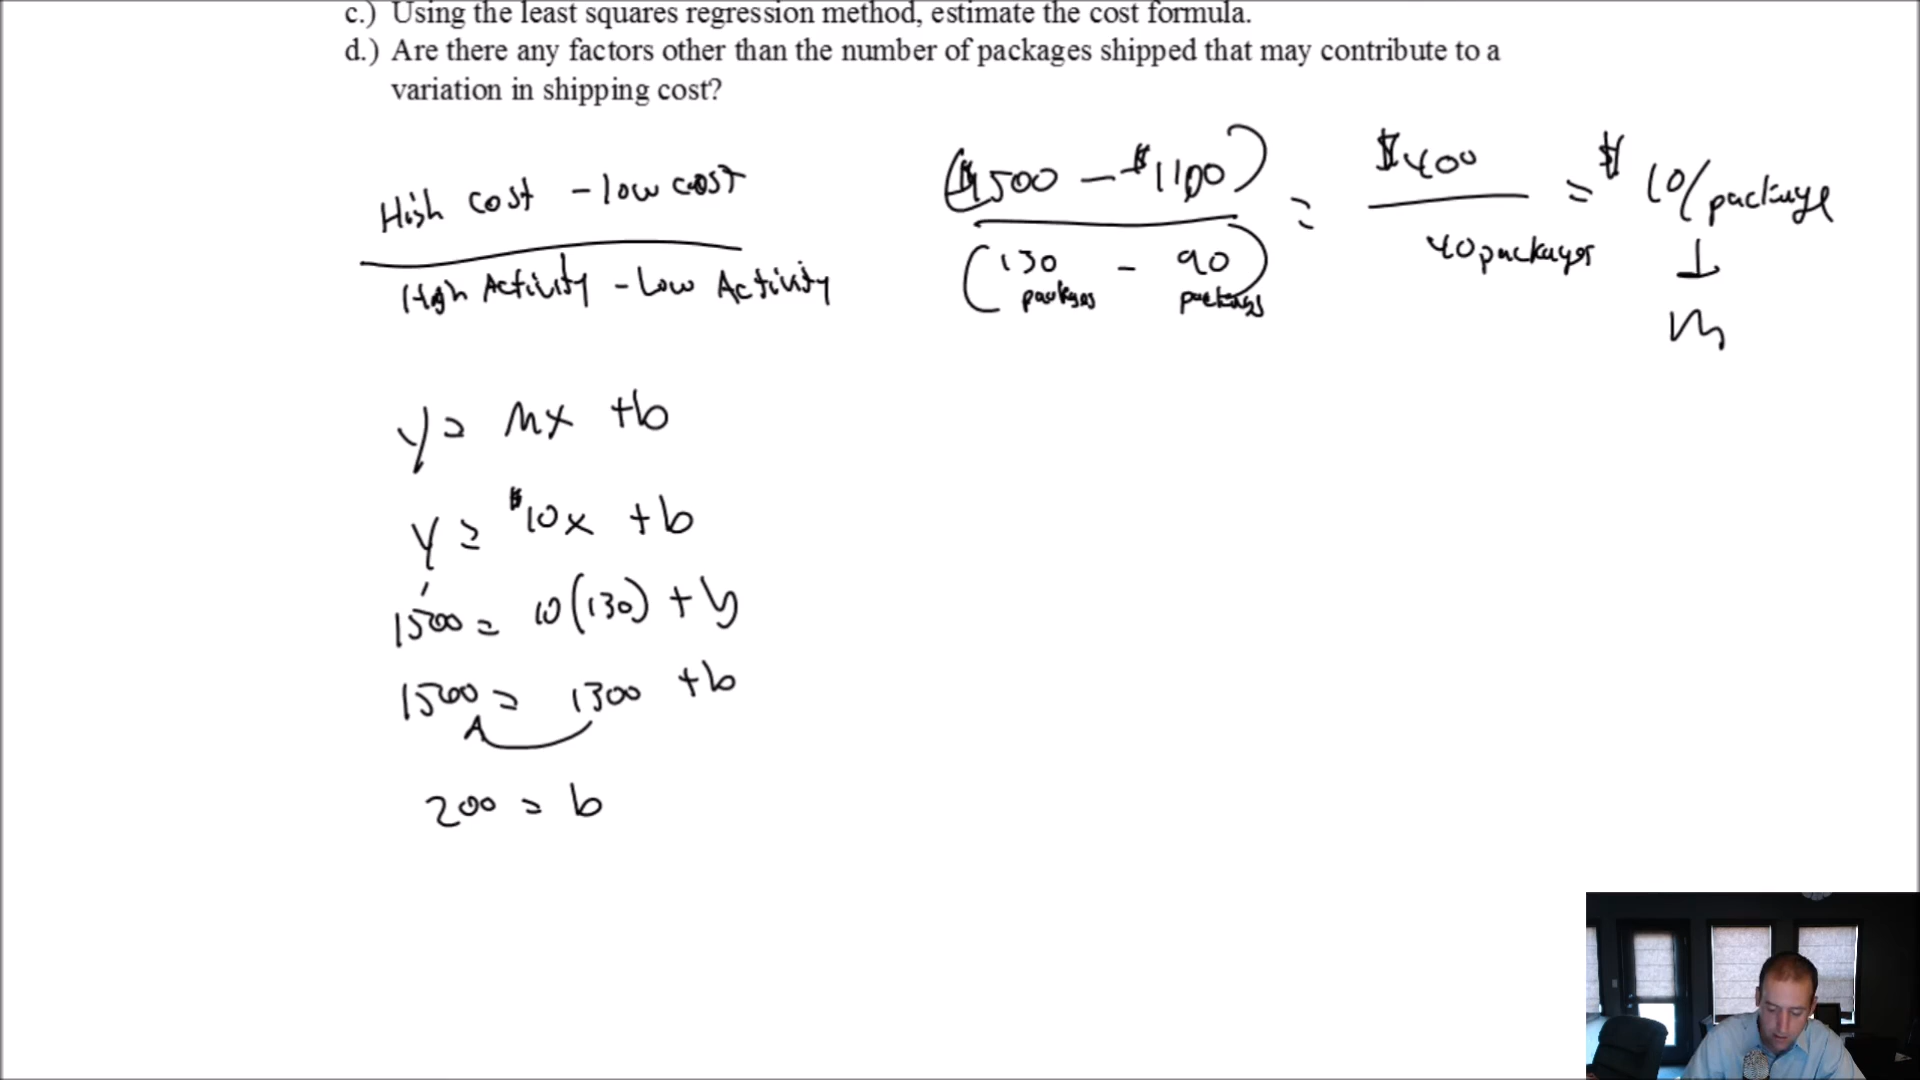 c.) Using the least squares regression method, estimate the cost formula.
d.) Are there any factors other than the number of packages shipped that may contribute to a
variation in shipping cost?
High cost - low cost
High Activity - Low Activity
($1500 - $1100) = $400 = $10/package
(130 packages - 90 packages) 40 packages
↓
m
y = mx + b
y = $10x + b
1500 = 10(130) + b
1500 = 1300 + b
200 = b